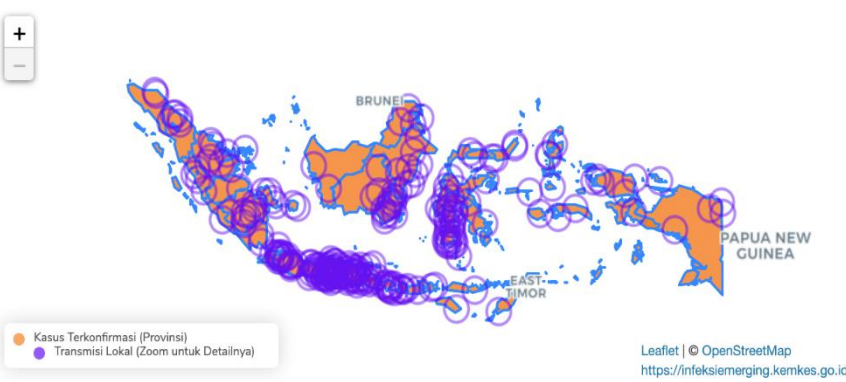 +
−
BRUNEI
PAPUA NEW
GUINEA
EAST
TIMOR
Kasus Terkonfirmasi (Provinsi)
Transmisi Lokal (Zoom untuk Detailnya)
Leaflet | © OpenStreetMap
https://infeksiemerging.kemkes.go.id